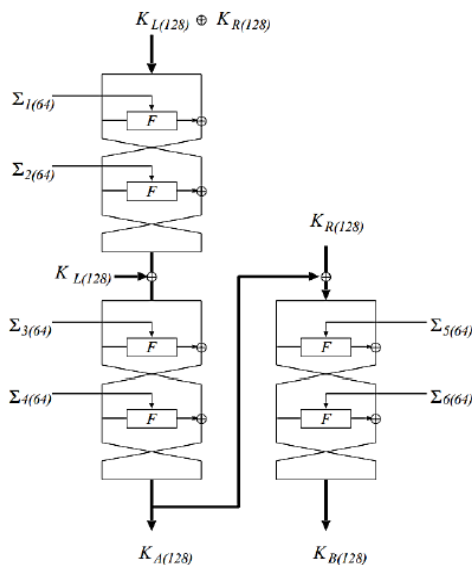 K_L(128) ⊕ K_R(128)
Σ_1(64)
F
Σ_2(64)
F
K_R(128)
K_L(128)
Σ_3(64)
F
F
Σ_5(64)
Σ_4(64)
F
F
Σ_6(64)
K_A(128)
K_B(128)